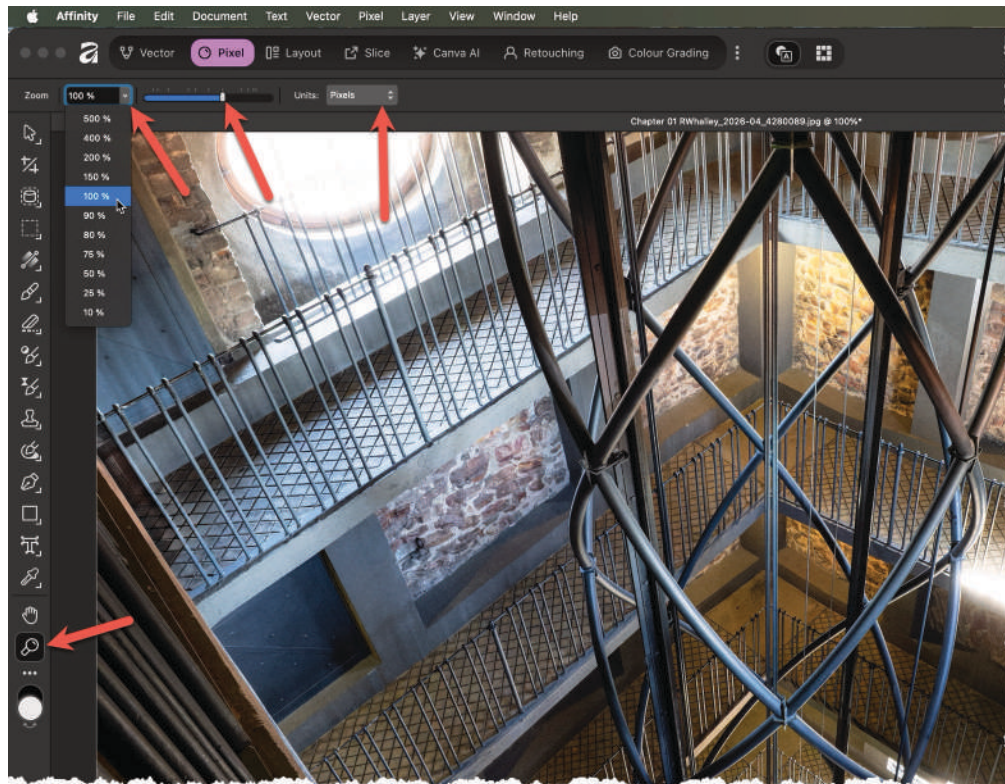 Affinity File Edit Document Text Vector Pixel Layer View Window Help
Vector Pixel Layout Slice Canva AI Retouching Colour Grading
Zoom 100 % Units: Pixels
Chapter 01 RWhalley_2026-04_4280089.jpg @ 100%*
500 %
400 %
200 %
150 %
100 %
90 %
80 %
75 %
50 %
25 %
10 %